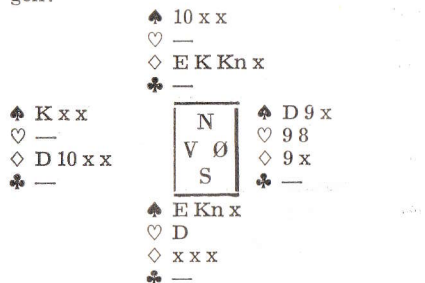 gen?
♠ 10 x x
♡ —
♢ E K Kn x
♣ —
♠ K x x
♡ —
♢ D 10 x x
♣ —
N
V Ø
S
♠ D 9 x
♡ 9 8
♢ 9 x
♣ —
♠ E Kn x
♡ D
♢ x x x
♣ —